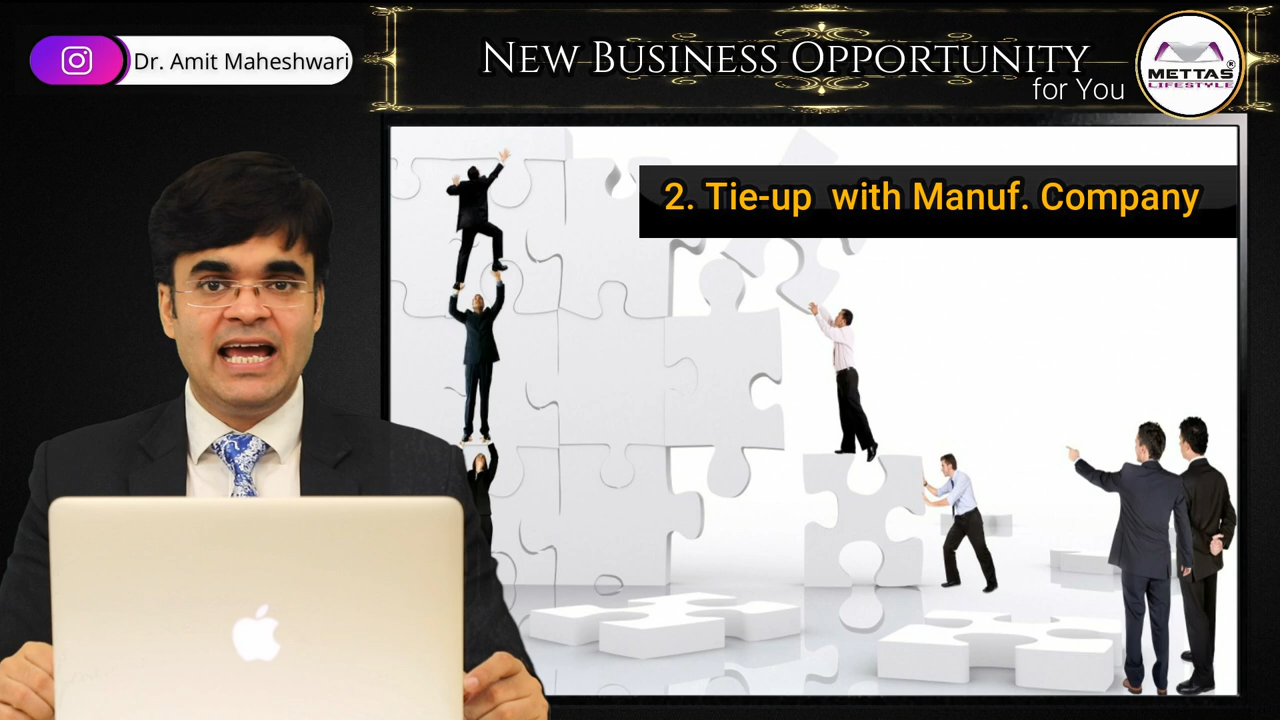 Dr. Amit Maheshwari
New Business Opportunity
for You
METTAS®
LIFESTYLE
2. Tie-up with Manuf. Company